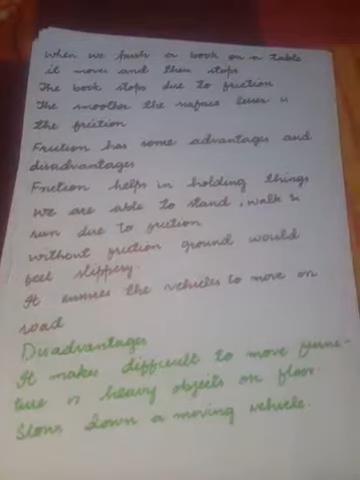 When we push a book on a table
it moves and then stops
The book stops due to friction
The smoother the surface lesser is
the friction
Friction has some advantages and
disadvantages
Friction helps in holding things
We are able to stand, walk &
run due to friction
without friction ground would
feel slippery.
It ensures the vehicles to move on
road
Disadvantages
It makes difficult to move furni-
ture or heavy objects on floor.
Slows down a moving vehicle.